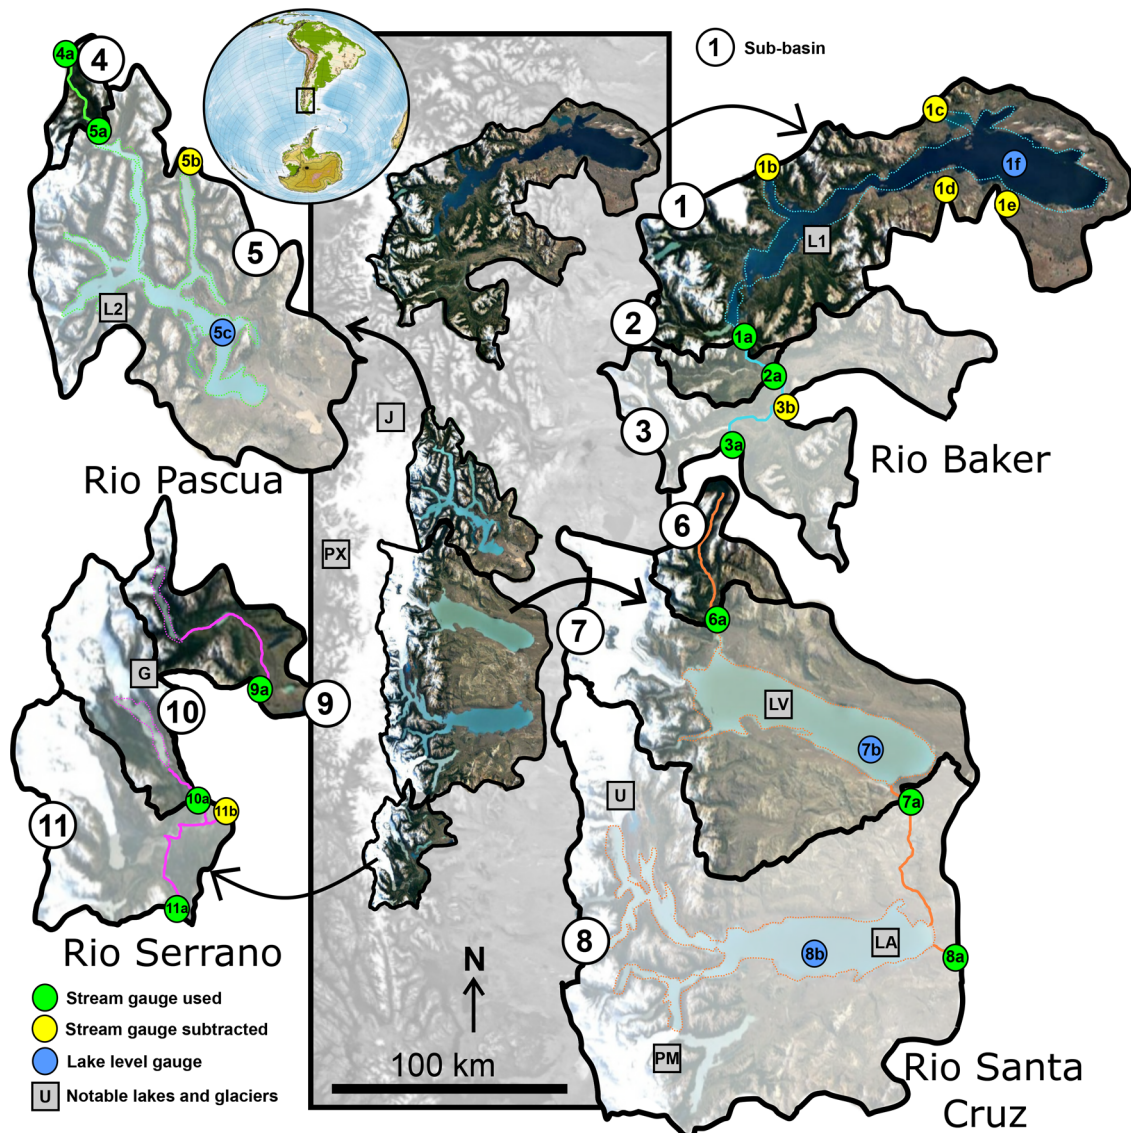 1
Sub-basin
4a
4
5a
5b
5
L2
5c
Rio Pascua
1c
1b
1f
1
1d
1e
L1
2
1a
2a
3b
3
3a
Rio Baker
J
PX
6
6a
7
LV
7b
7a
U
8
LA
8b
8a
PM
Rio Santa
Cruz
G
9a
9
10
10a
11b
11
11a
Rio Serrano
N
100 km
Stream gauge used
Stream gauge subtracted
Lake level gauge
U Notable lakes and glaciers